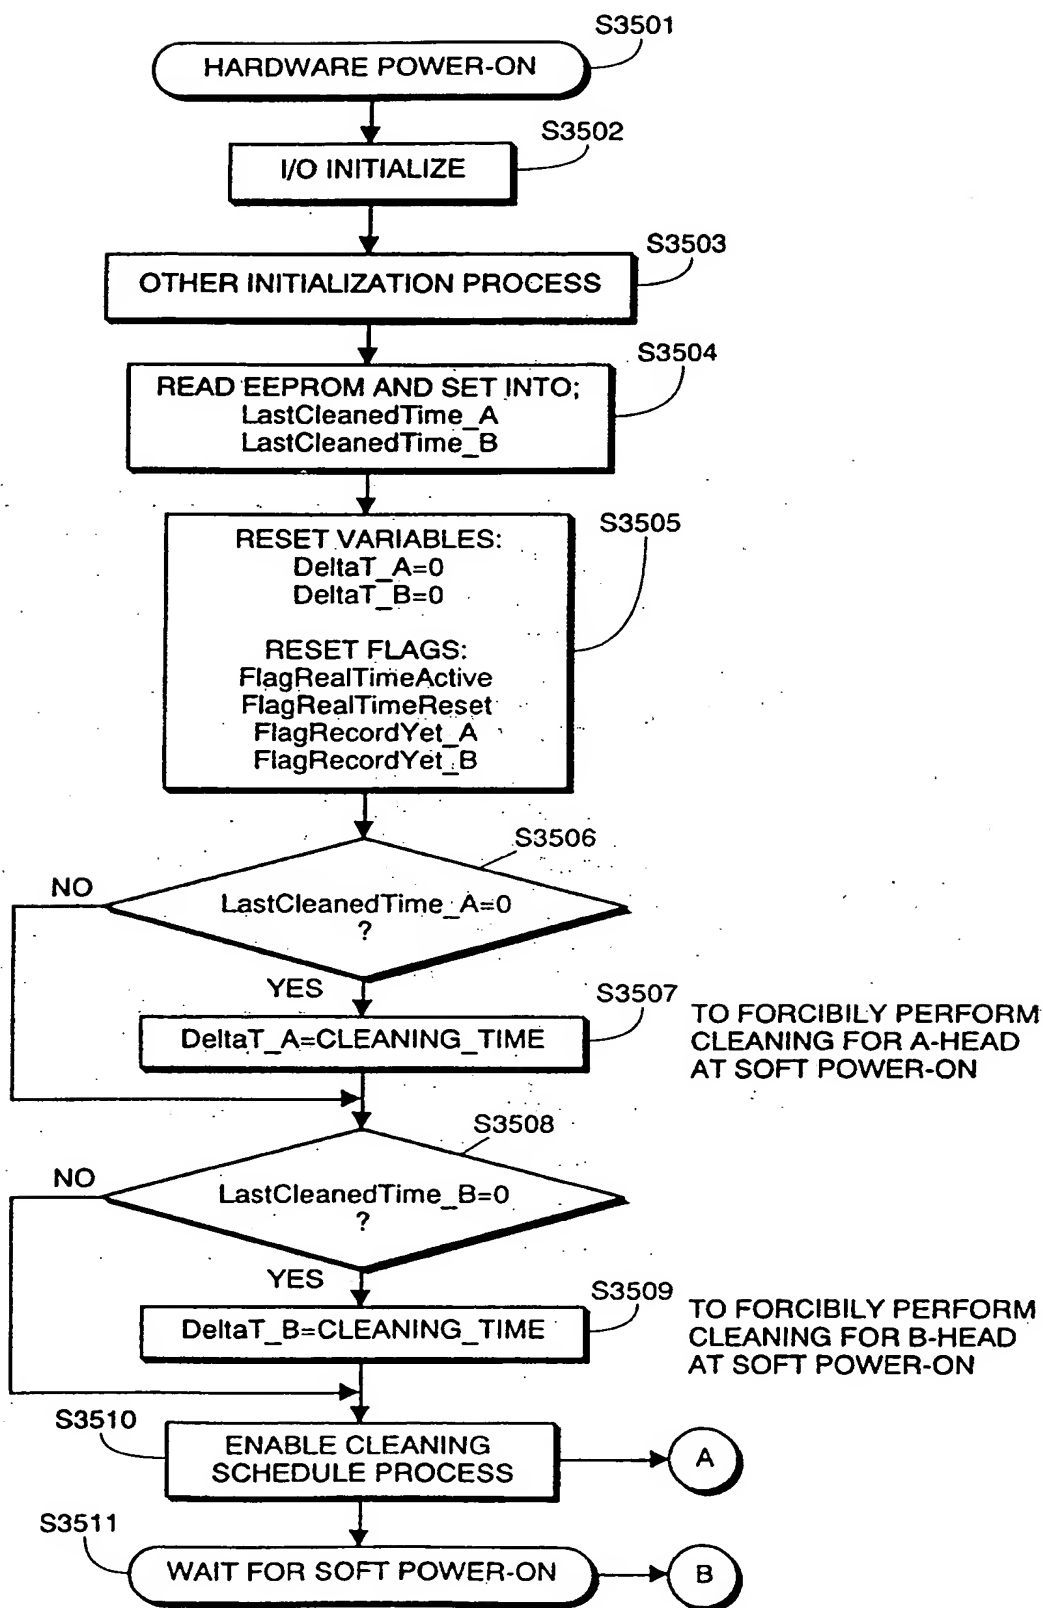 S3501
HARDWARE POWER-ON
S3502
I/O INITIALIZE
S3503
OTHER INITIALIZATION PROCESS
S3504
READ EEPROM AND SET INTO;
LastCleanedTime_A
LastCleanedTime_B
S3505
RESET VARIABLES:
DeltaT_A=0
DeltaT_B=0
RESET FLAGS:
FlagRealTimeActive
FlagRealTimeReset
FlagRecordYet_A
FlagRecordYet_B
S3506
NO
LastCleanedTime_A=0
?
YES
S3507
DeltaT_A=CLEANING_TIME
TO FORCIBILY PERFORM
CLEANING FOR A-HEAD
AT SOFT POWER-ON
S3508
NO
LastCleanedTime_B=0
?
YES
S3509
DeltaT_B=CLEANING_TIME
TO FORCIBILY PERFORM
CLEANING FOR B-HEAD
AT SOFT POWER-ON
S3510
ENABLE CLEANING
SCHEDULE PROCESS
A
S3511
WAIT FOR SOFT POWER-ON
B